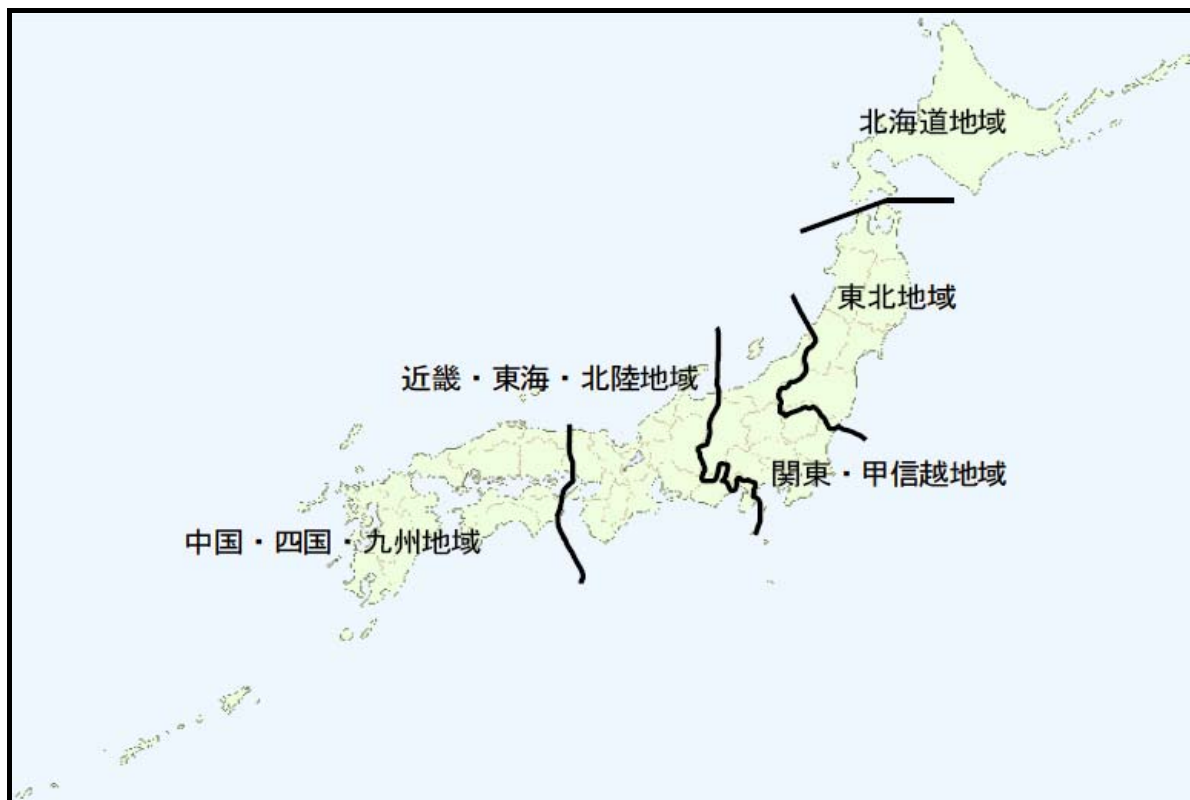 北海道地域
東北地域
近畿・東海・北陸地域
関東・甲信越地域
中国・四国・九州地域